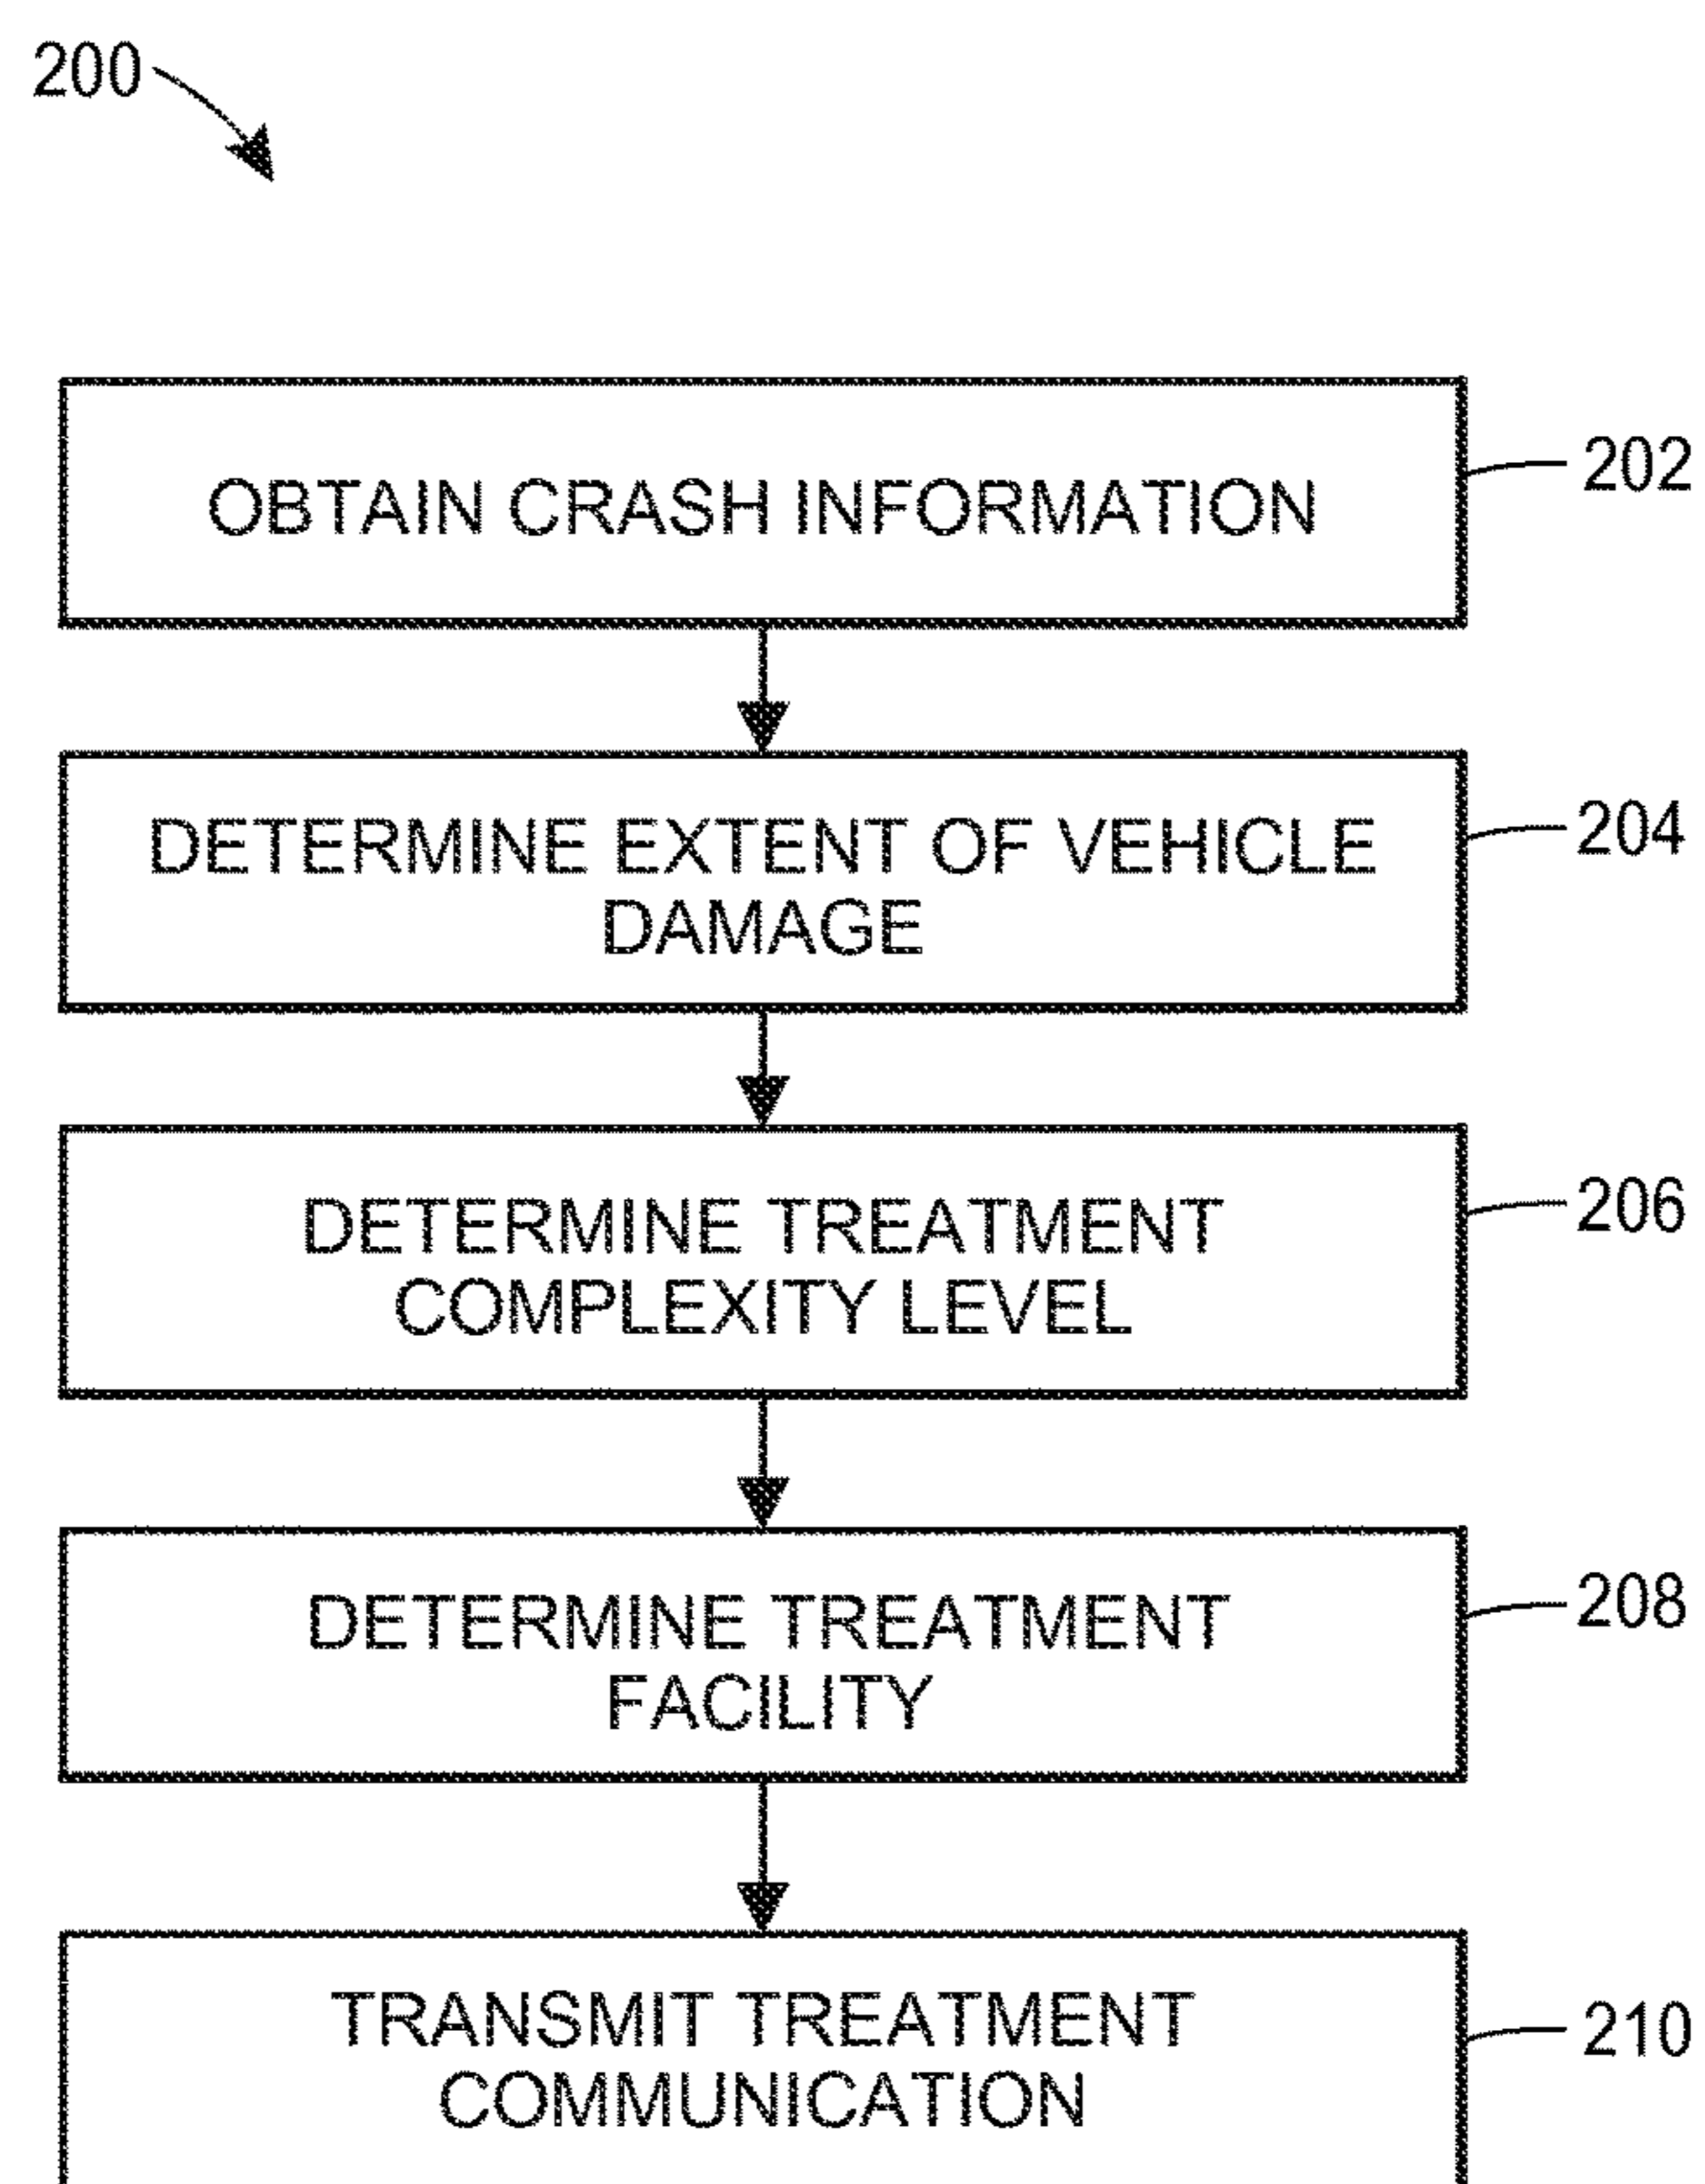 200
OBTAIN CRASH INFORMATION
202
DETERMINE EXTENT OF VEHICLE
DAMAGE
204
DETERMINE TREATMENT
COMPLEXITY LEVEL
206
DETERMINE TREATMENT
FACILITY
208
TRANSMIT TREATMENT
COMMUNICATION
210